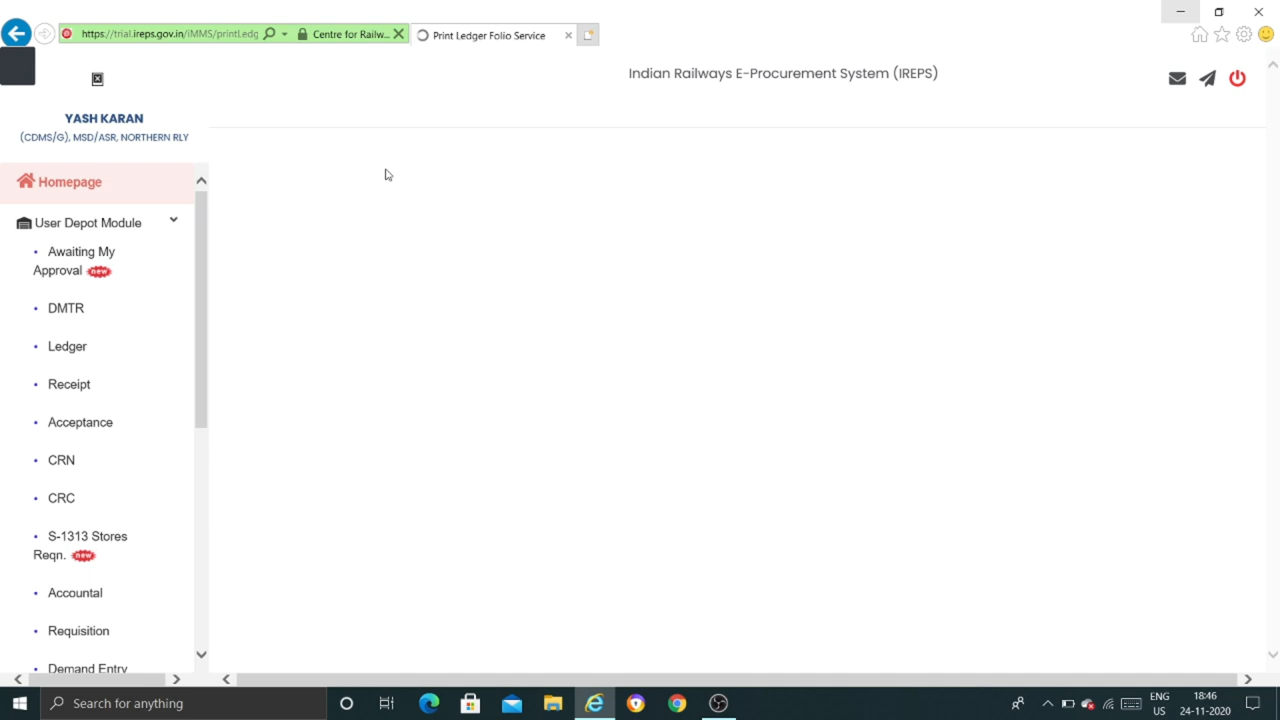 https://trial.ireps.gov.in/iMMS/printLedg
Centre for Railw...
Print Ledger Folio Service
Indian Railways E-Procurement System (IREPS)
YASH KARAN
(CDMS/G), MSD/ASR, NORTHERN RLY
Homepage
User Depot Module
• Awaiting My
Approval new
• DMTR
• Ledger
• Receipt
• Acceptance
• CRN
• CRC
• S-1313 Stores
Reqn. new
• Accountal
• Requisition
• Demand Entry
Search for anything
ENG
US
18:46
24-11-2020